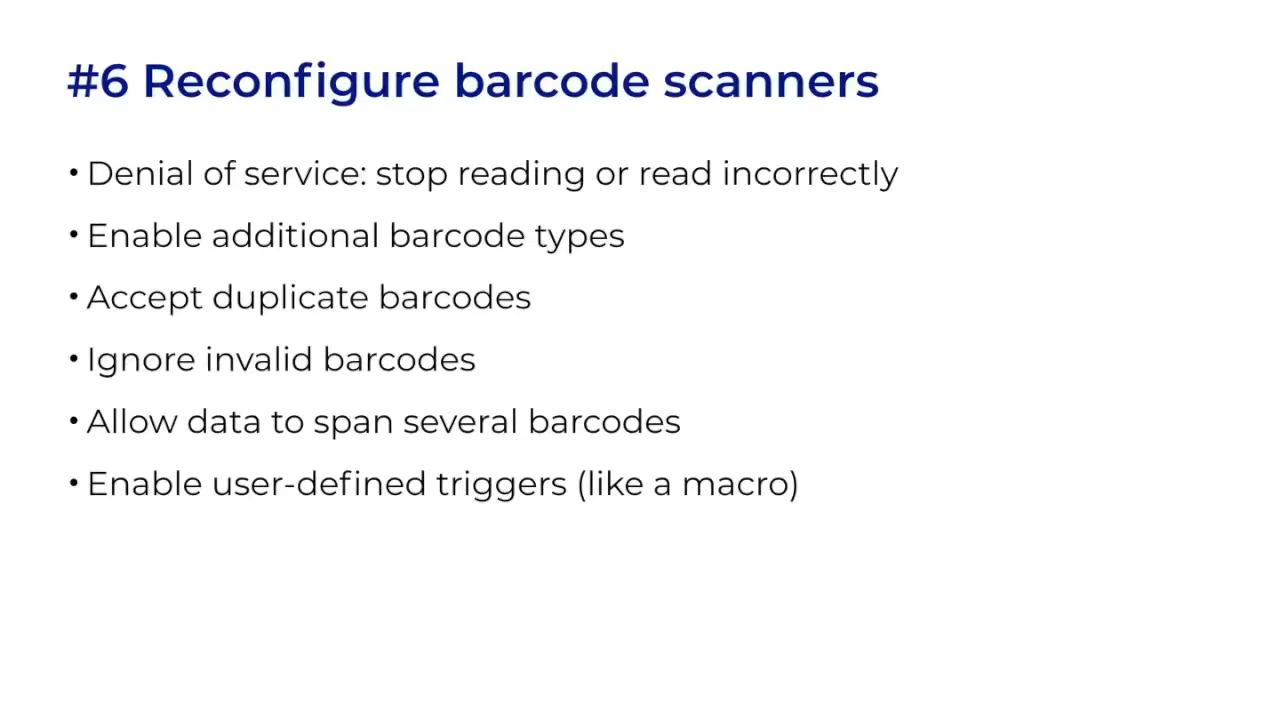 #6 Reconfigure barcode scanners
• Denial of service: stop reading or read incorrectly
• Enable additional barcode types
• Accept duplicate barcodes
• Ignore invalid barcodes
• Allow data to span several barcodes
• Enable user-defined triggers (like a macro)